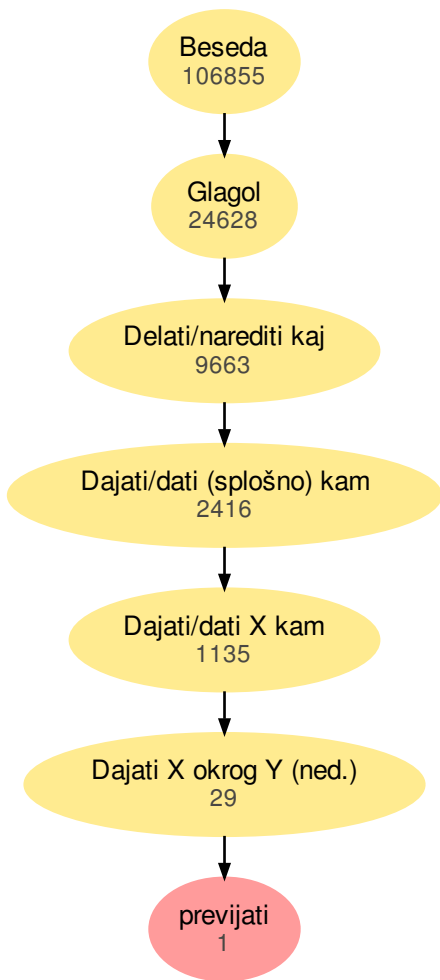 Beseda
106855
Glagol
24628
Delati/narediti kaj
9663
Dajati/dati (splošno) kam
2416
Dajati/dati X kam
1135
Dajati X okrog Y (ned.)
29
previjati
1